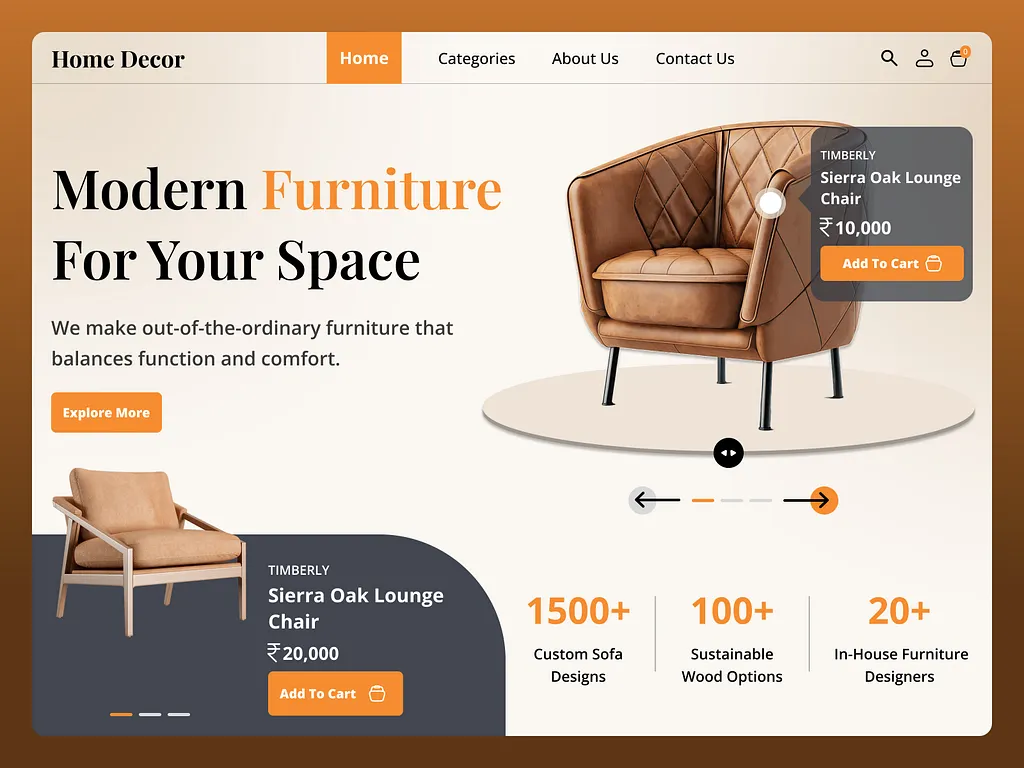 Home Decor
Home
Categories
About Us
Contact Us
0
Modern Furniture
For Your Space
We make out-of-the-ordinary furniture that
balances function and comfort.
Explore More
TIMBERLY
Sierra Oak Lounge
Chair
₹10,000
Add To Cart
TIMBERLY
Sierra Oak Lounge
Chair
₹20,000
Add To Cart
1500+
Custom Sofa
Designs
100+
Sustainable
Wood Options
20+
In-House Furniture
Designers